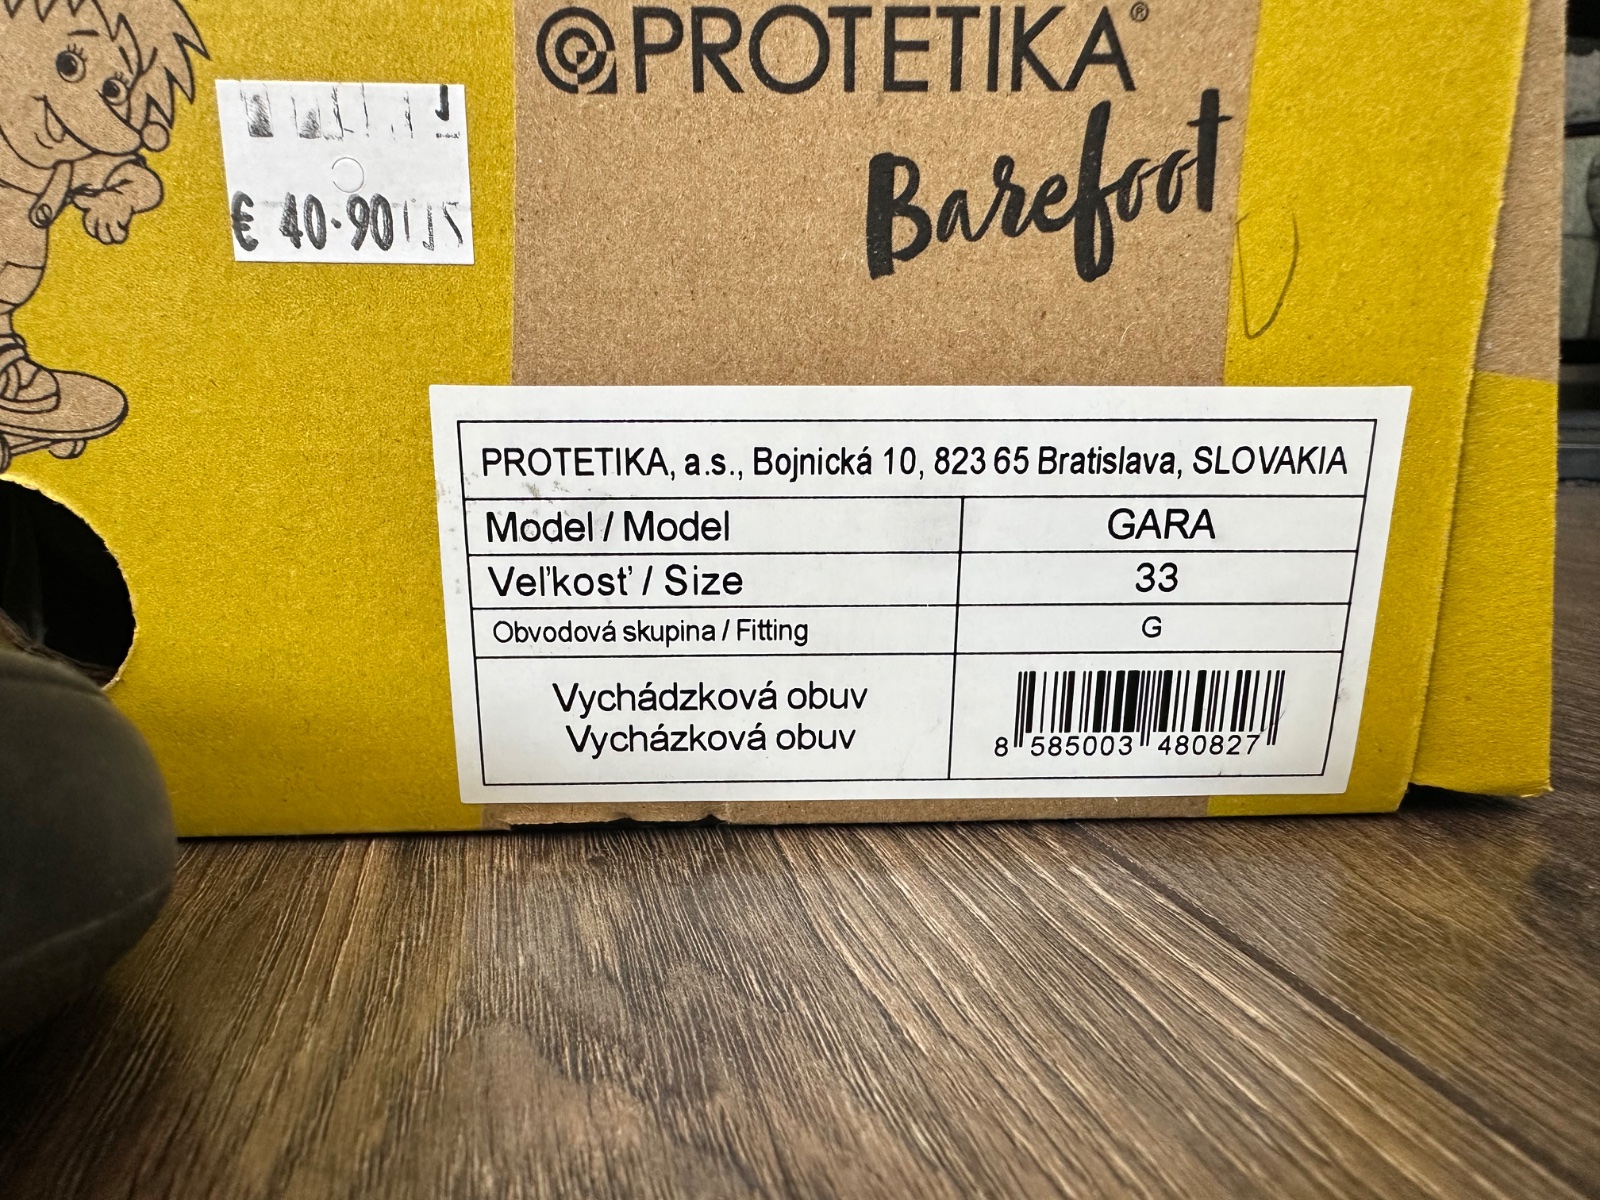 PROTETIKA®
Barefoot
€ 40·90
PROTETIKA, a.s., Bojnická 10, 823 65 Bratislava, SLOVAKIA
Model / Model GARA
Veľkosť / Size 33
Obvodová skupina / Fitting G
Vychádzková obuv
Vycházková obuv
8 585003 480827